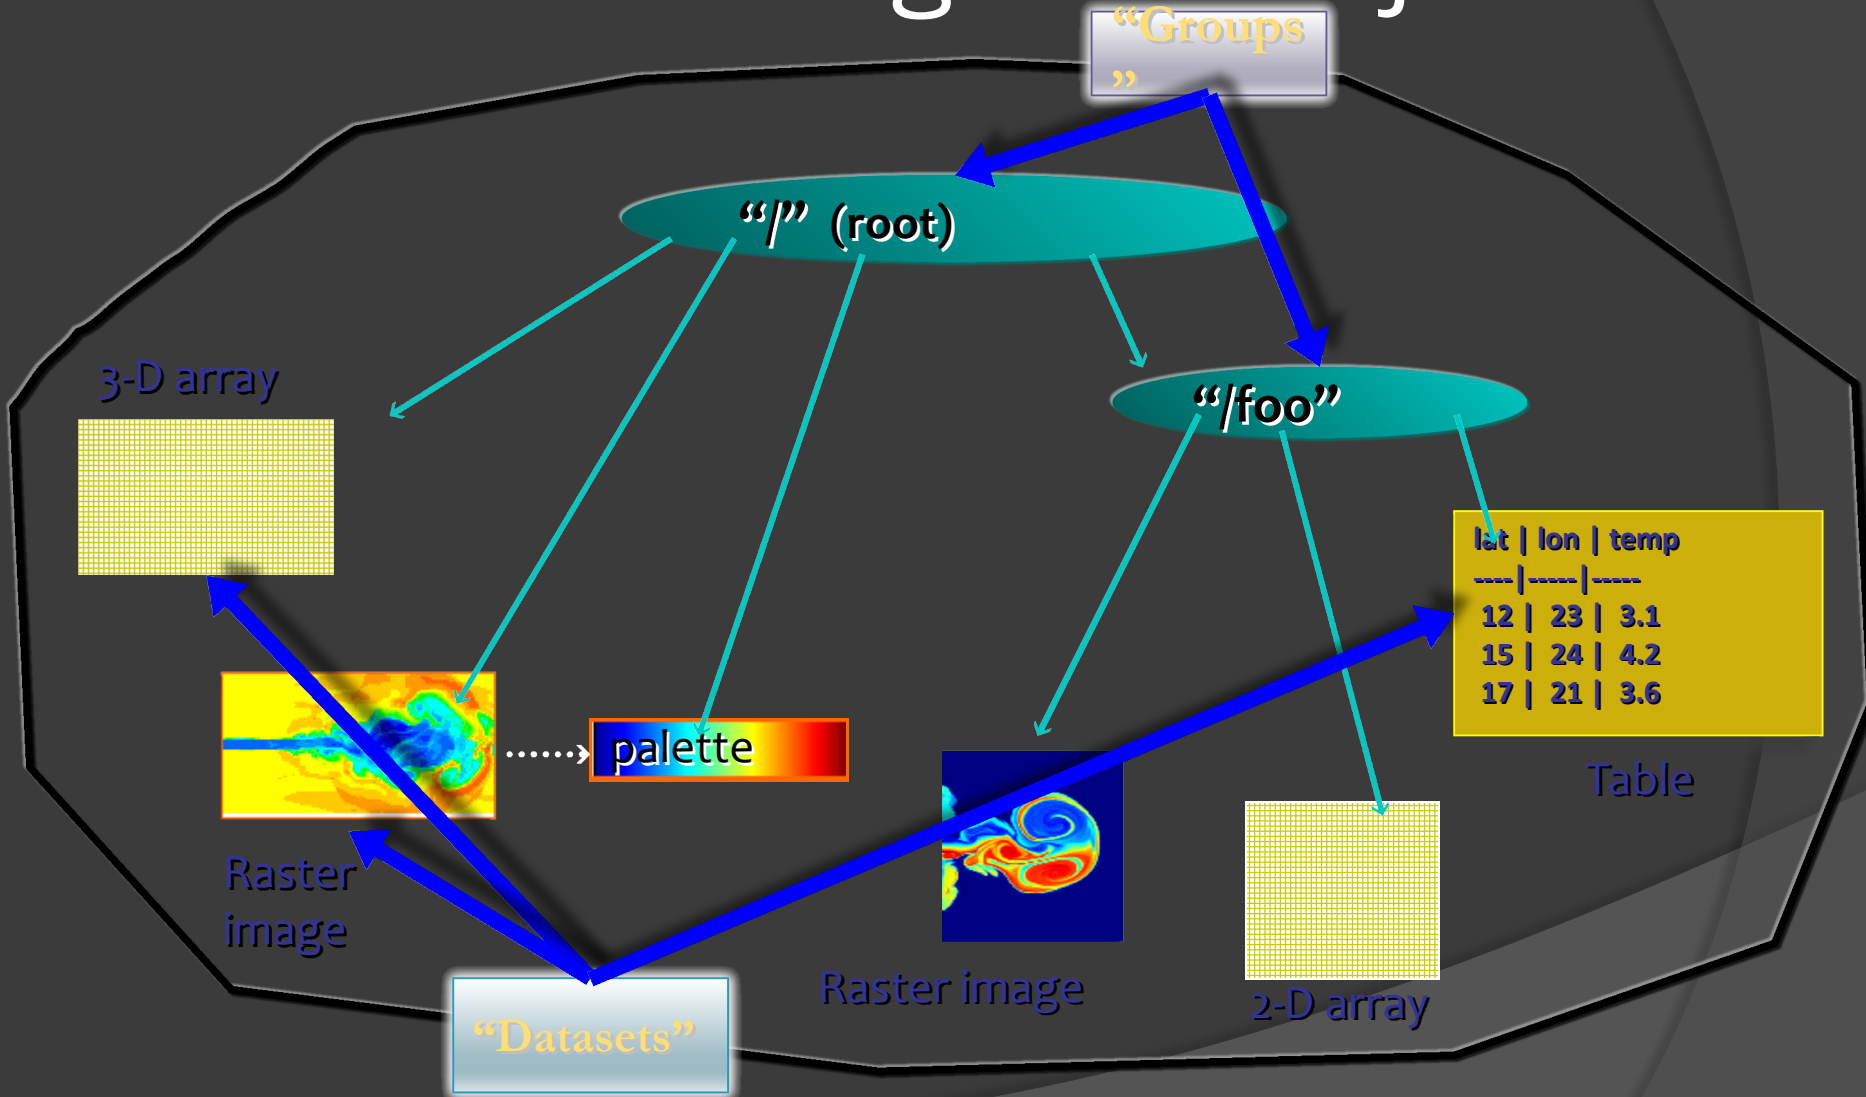 “Groups
”
“/” (root)
“/foo”
3-D array
lat | lon | temp
----|-----|-----
12 | 23 | 3.1
15 | 24 | 4.2
17 | 21 | 3.6
palette
Table
Raster
image
Raster image
2-D array
“Datasets”